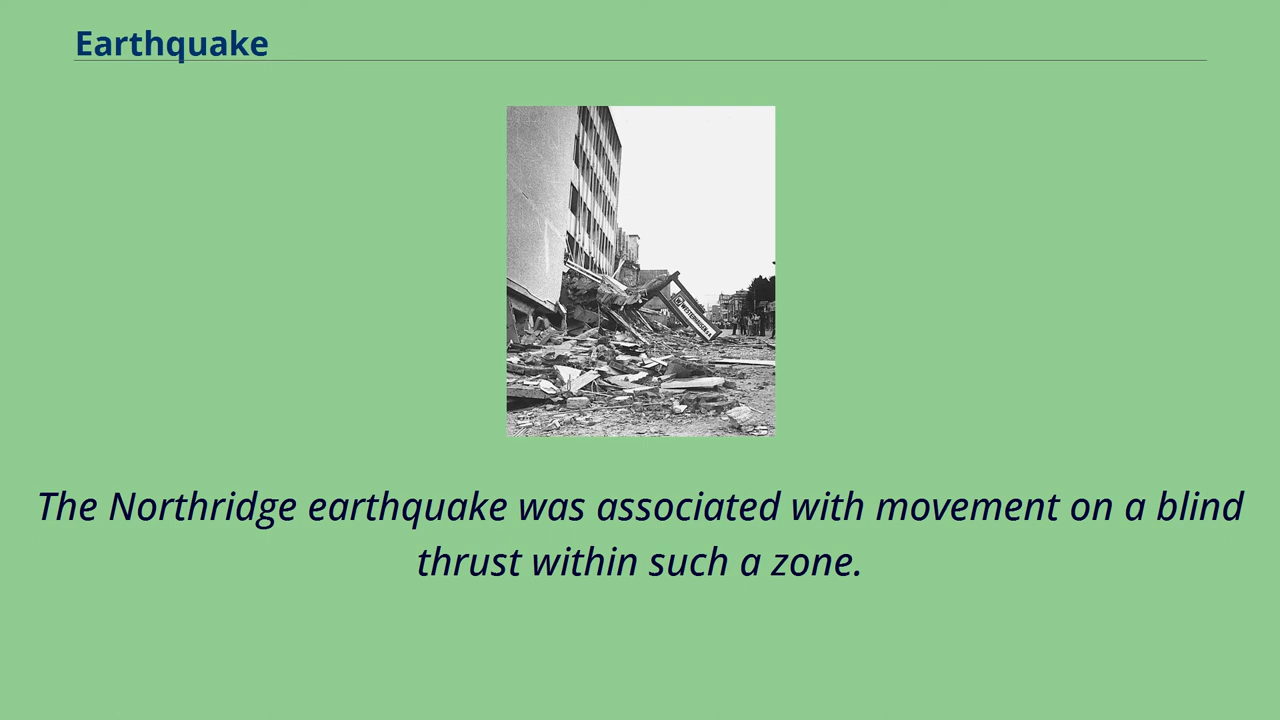 Earthquake
The Northridge earthquake was associated with movement on a blind
thrust within such a zone.